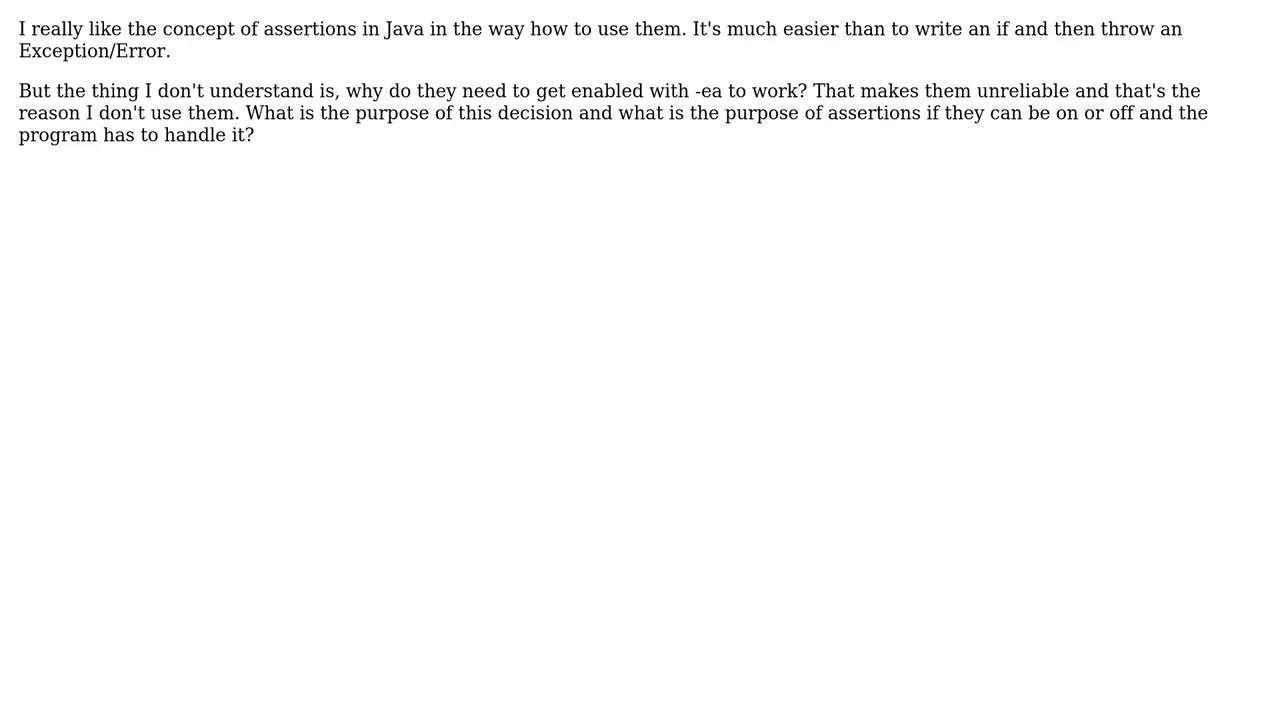 I really like the concept of assertions in Java in the way how to use them. It's much easier than to write an if and then throw an
Exception/Error.
But the thing I don't understand is, why do they need to get enabled with -ea to work? That makes them unreliable and that's the
reason I don't use them. What is the purpose of this decision and what is the purpose of assertions if they can be on or off and the
program has to handle it?